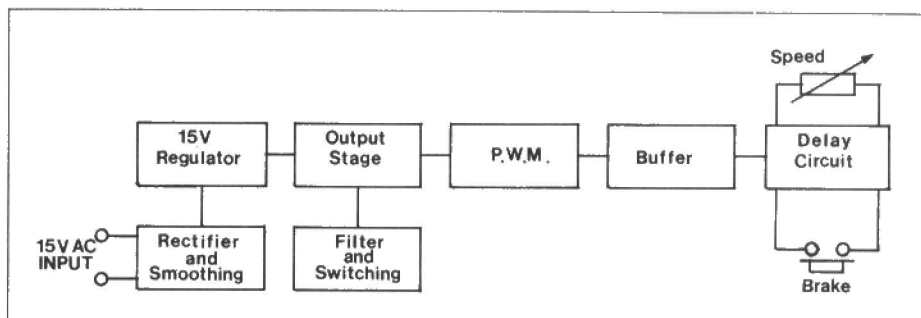 Speed
15V
Regulator
Output
Stage
P.W.M.
Buffer
Delay
Circuit
15V AC
INPUT
Rectifier
and
Smoothing
Filter
and
Switching
Brake